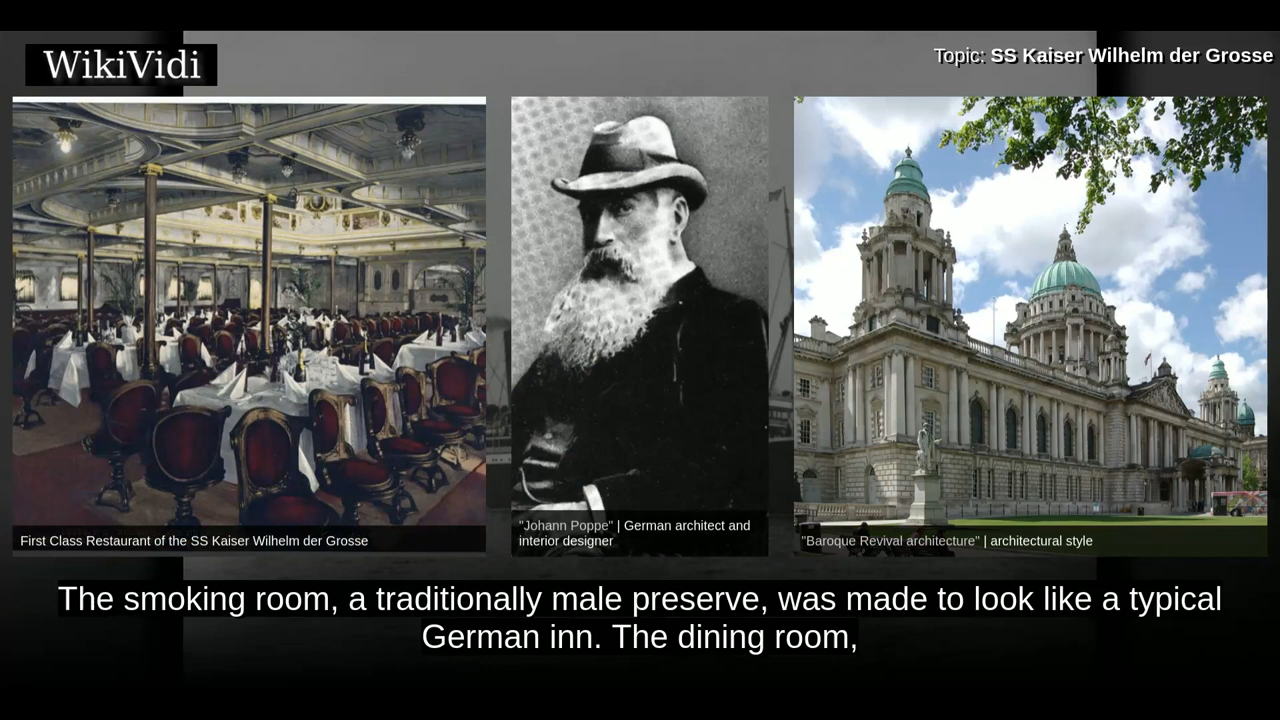 WikiVidi
Topic: SS Kaiser Wilhelm der Grosse
First Class Restaurant of the SS Kaiser Wilhelm der Grosse
"Johann Poppe" | German architect and
interior designer
"Baroque Revival architecture" | architectural style
The smoking room, a traditionally male preserve, was made to look like a typical
German inn. The dining room,